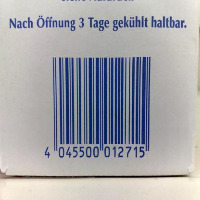 Nach Öffnung 3 Tage gekühlt haltbar.
4 045500 012715